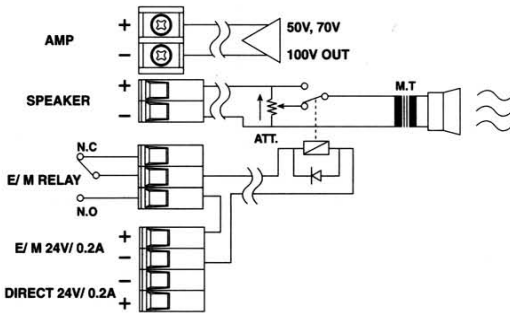 AMP
+
−
50V, 70V
100V OUT
SPEAKER
+
−
ATT.
M.T
N.C
E/ M RELAY
N.O
E/ M 24V/ 0.2A
+
−
DIRECT 24V/ 0.2A
−
+